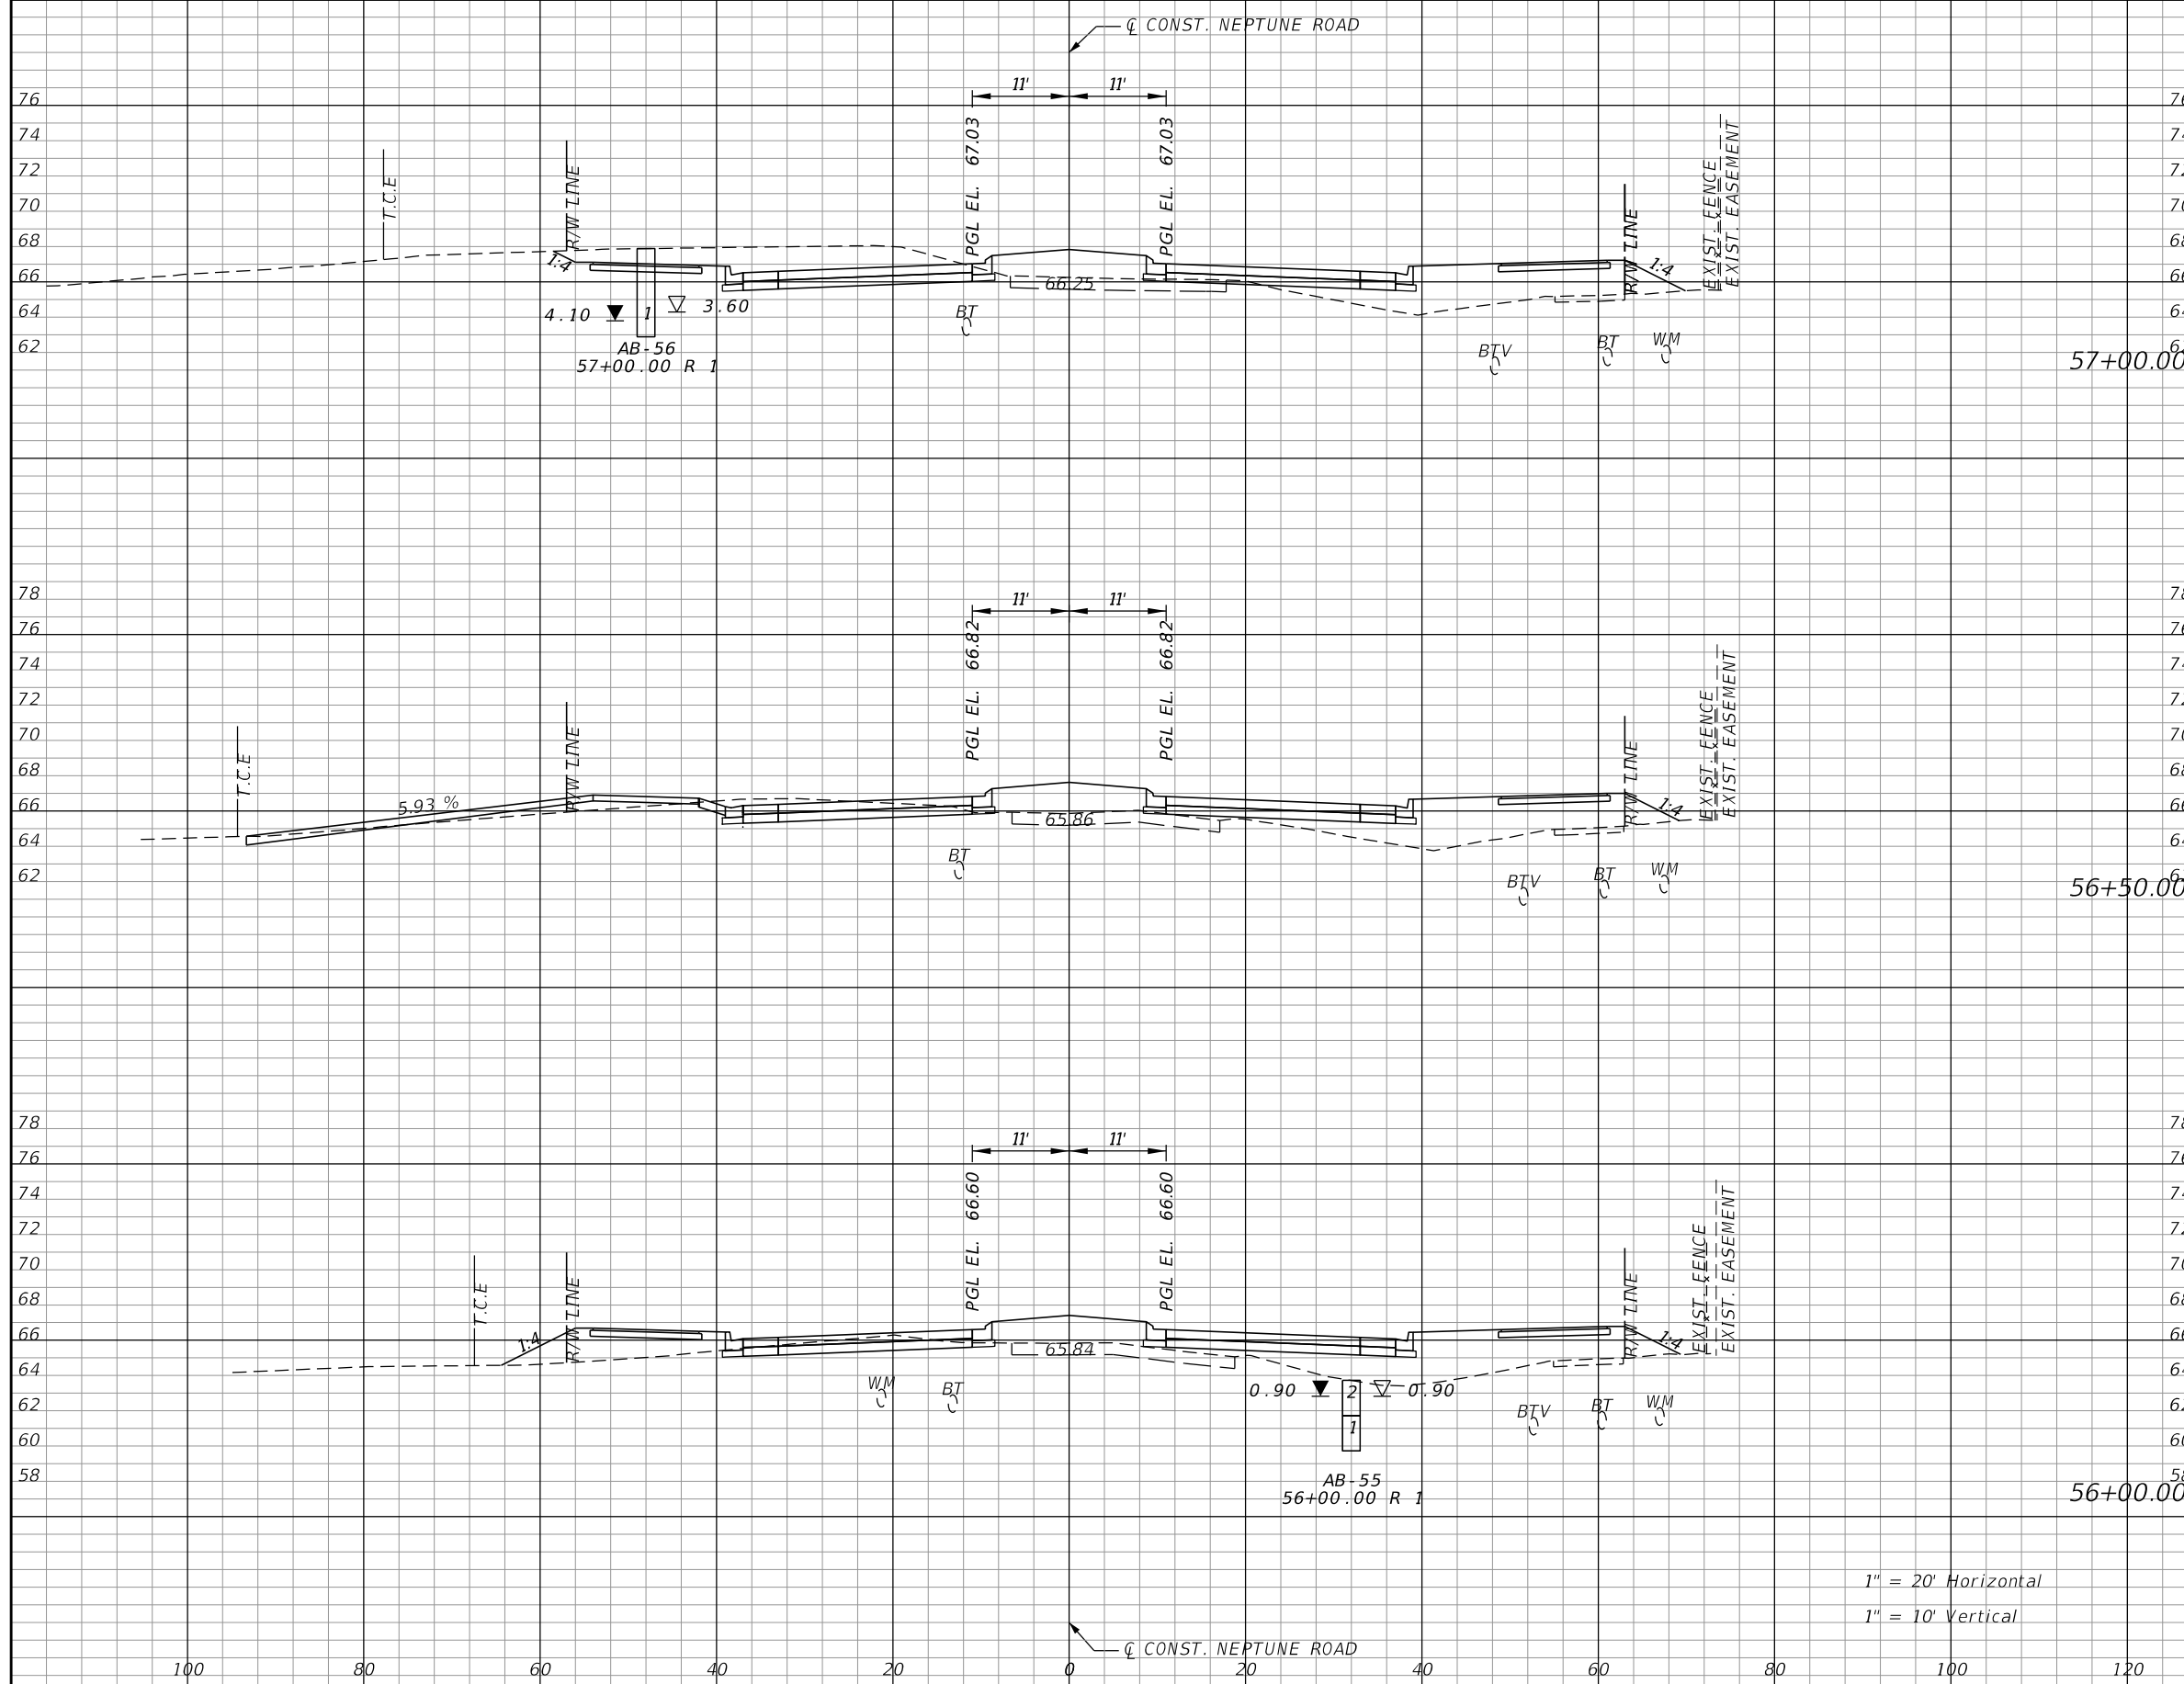 ℄ CONST. NEPTUNE ROAD
11' 11'
76
74
72
70
68
66
64
62
T.C.E
R/W LINE
1:4
PGL EL. 67.03
PGL EL. 67.03
66.25
R/W LINE
1:4
EXIST. FENCE
EXIST. EASEMENT
4.10 1 3.60
AB-56
57+00.00 R 1
BT
BTV
BT
WM
57+00.00
11' 11'
78
76
74
72
70
68
66
64
62
T.C.E
5.93 %
R/W LINE
PGL EL. 66.82
PGL EL. 66.82
65.86
R/W LINE
1:4
EXIST. FENCE
EXIST. EASEMENT
BT
BTV
BT
WM
56+50.00
11' 11'
78
76
74
72
70
68
66
64
62
60
58
T.C.E
1:4
R/W LINE
PGL EL. 66.60
PGL EL. 66.60
65.84
R/W LINE
1:4
EXIST. FENCE
EXIST. EASEMENT
WM
BT
0.90 2 0.90
1
BTV
BT
WM
AB-55
56+00.00 R 1
56+00.00
1" = 20' Horizontal
1" = 10' Vertical
℄ CONST. NEPTUNE ROAD
100 80 60 40 20 0 20 40 60 80 100 120